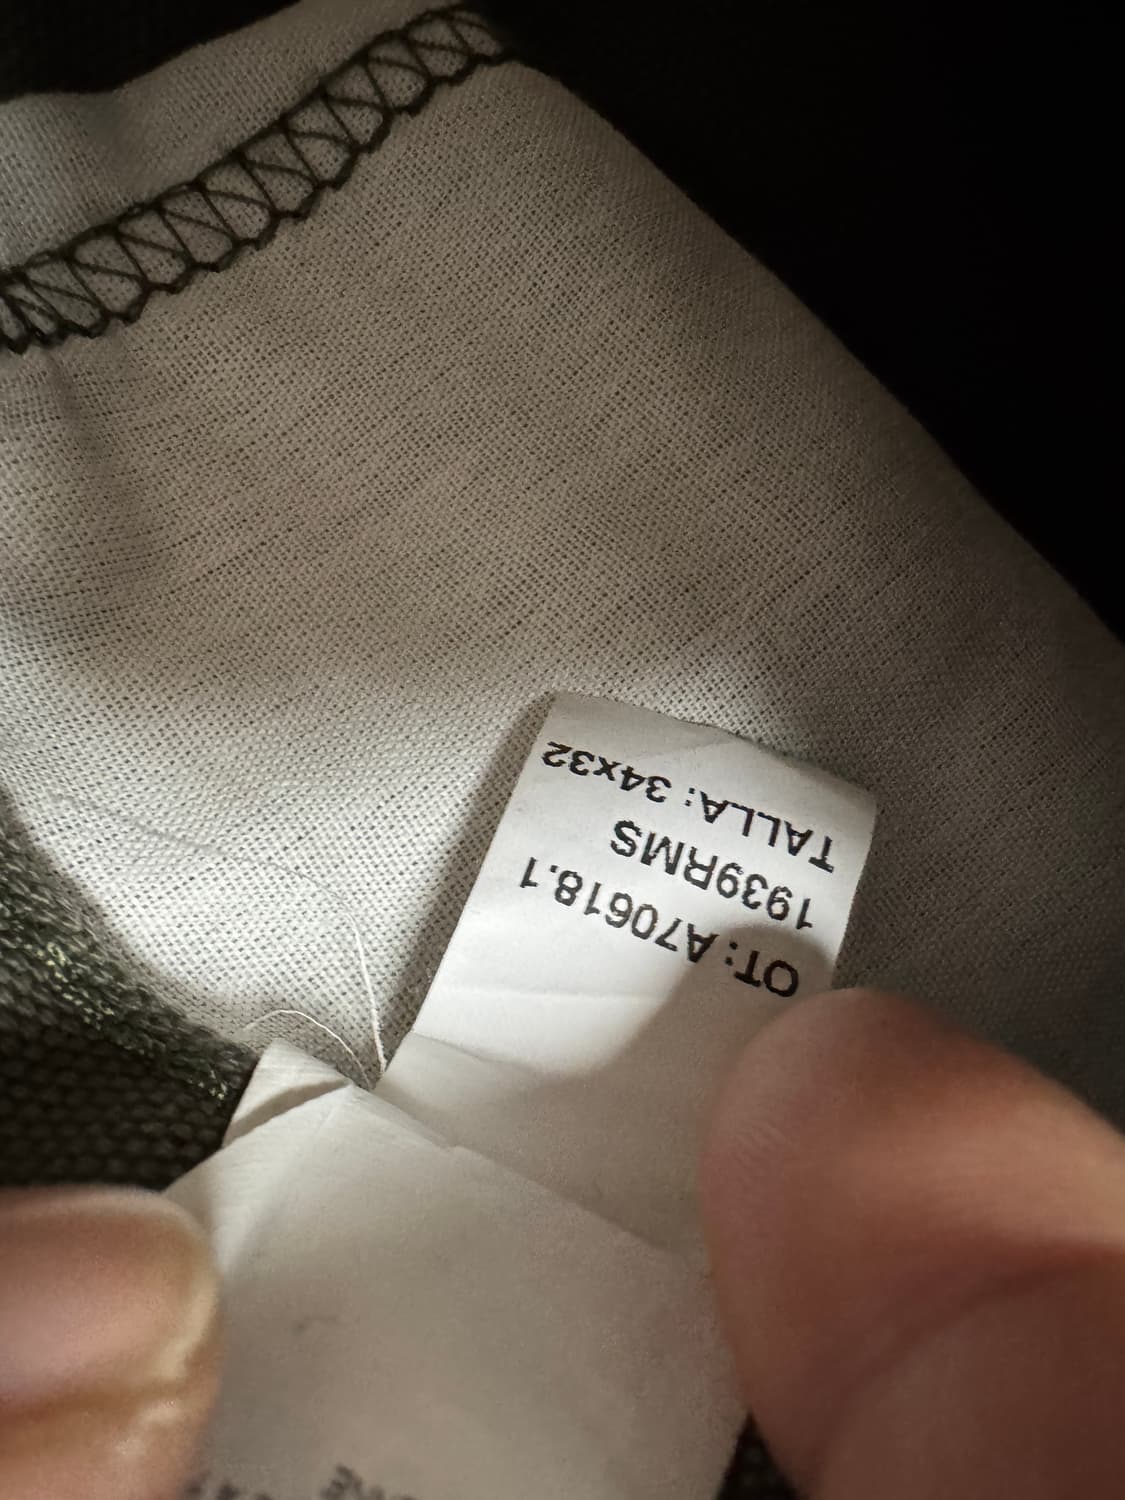 OT: A70618.1
1939RMS
TALLA: 34x32